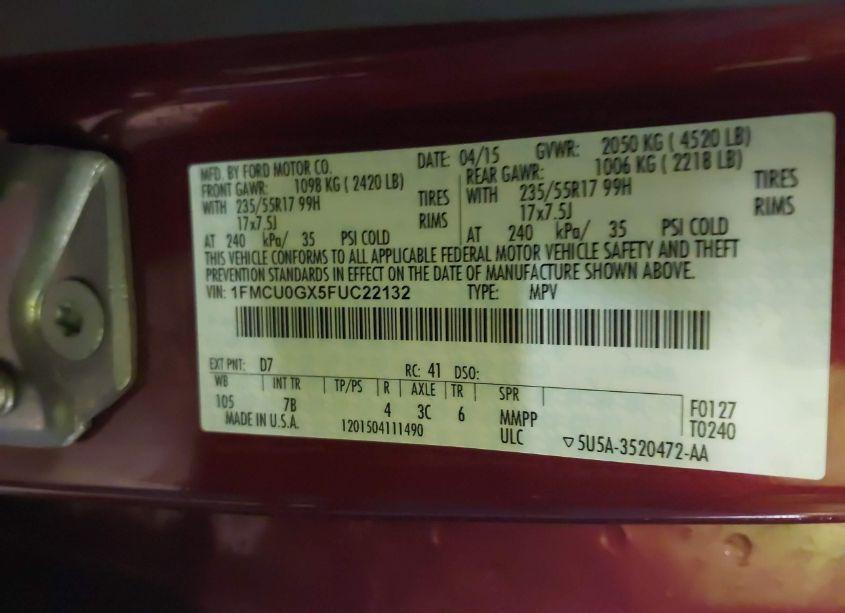 MFD. BY FORD MOTOR CO. DATE: 04/15 GVWR: 2050 KG ( 4520 LB)
FRONT GAWR: 1098 KG ( 2420 LB) REAR GAWR: 1006 KG ( 2218 LB)
WITH 235/55R17 99H TIRES WITH 235/55R17 99H TIRES
17x7.5J RIMS 17x7.5J RIMS
AT 240 kPa/ 35 PSI COLD AT 240 kPa/ 35 PSI COLD
THIS VEHICLE CONFORMS TO ALL APPLICABLE FEDERAL MOTOR VEHICLE SAFETY AND THEFT
PREVENTION STANDARDS IN EFFECT ON THE DATE OF MANUFACTURE SHOWN ABOVE.
VIN: 1FMCU0GX5FUC22132 TYPE: MPV
EXT PNT: D7 RC: 41 DSO:
WB INT TR TP/PS R AXLE TR SPR
105 7B 4 3C 6 MMPP F0127
MADE IN U.S.A. 1201504111490 ULC T0240
▽5U5A-3520472-AA